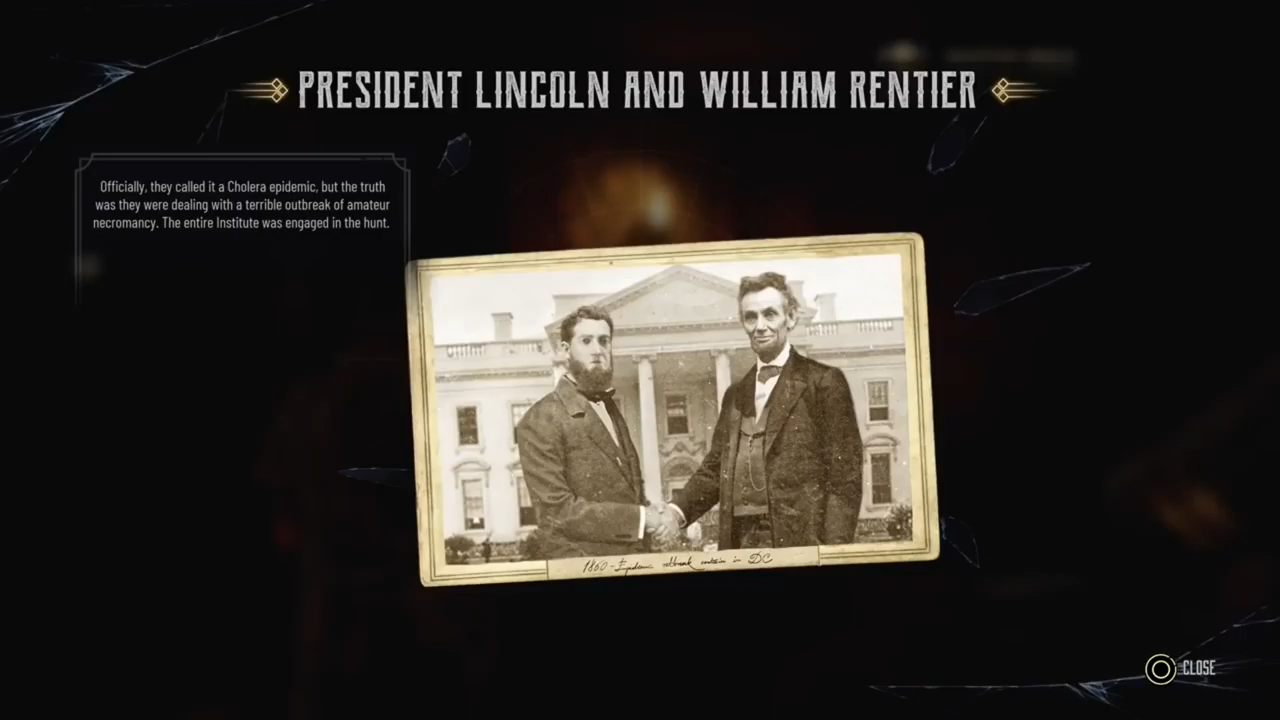 PRESIDENT LINCOLN AND WILLIAM RENTIER
Officially, they called it a Cholera epidemic, but the truth
was they were dealing with a terrible outbreak of amateur
necromancy. The entire Institute was engaged in the hunt.
1860 - Epidemic outbreak contain in DC
CLOSE